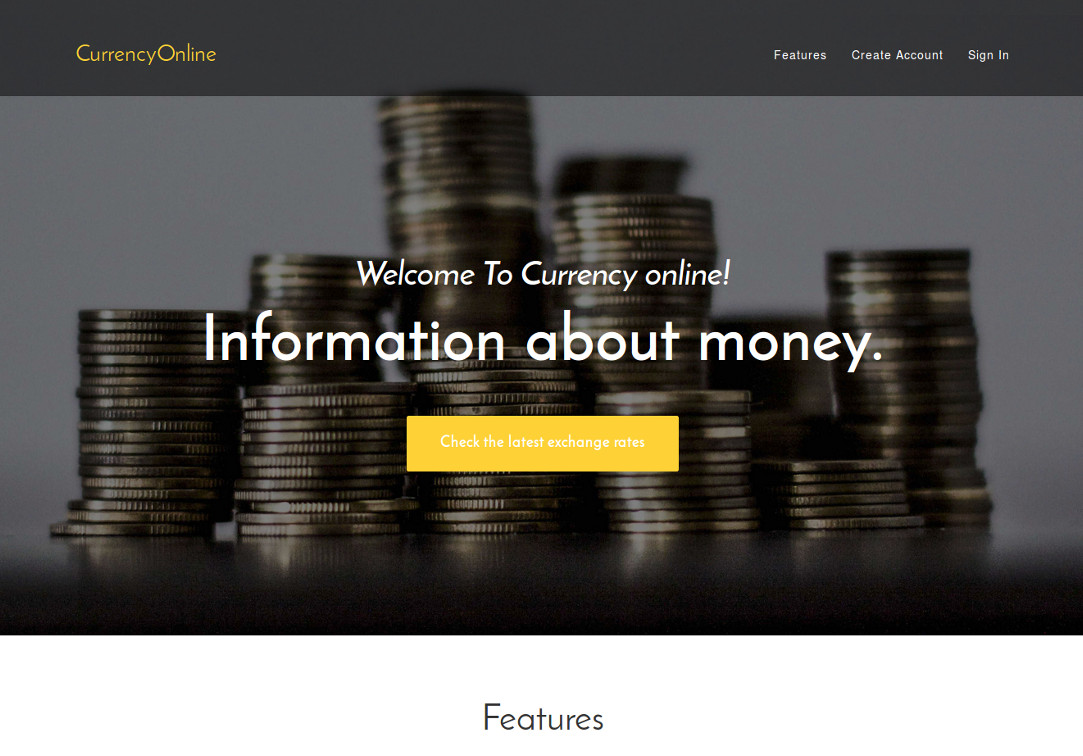 CurrencyOnline
Features Create Account Sign In
Welcome To Currency online!
Information about money.
Check the latest exchange rates
Features